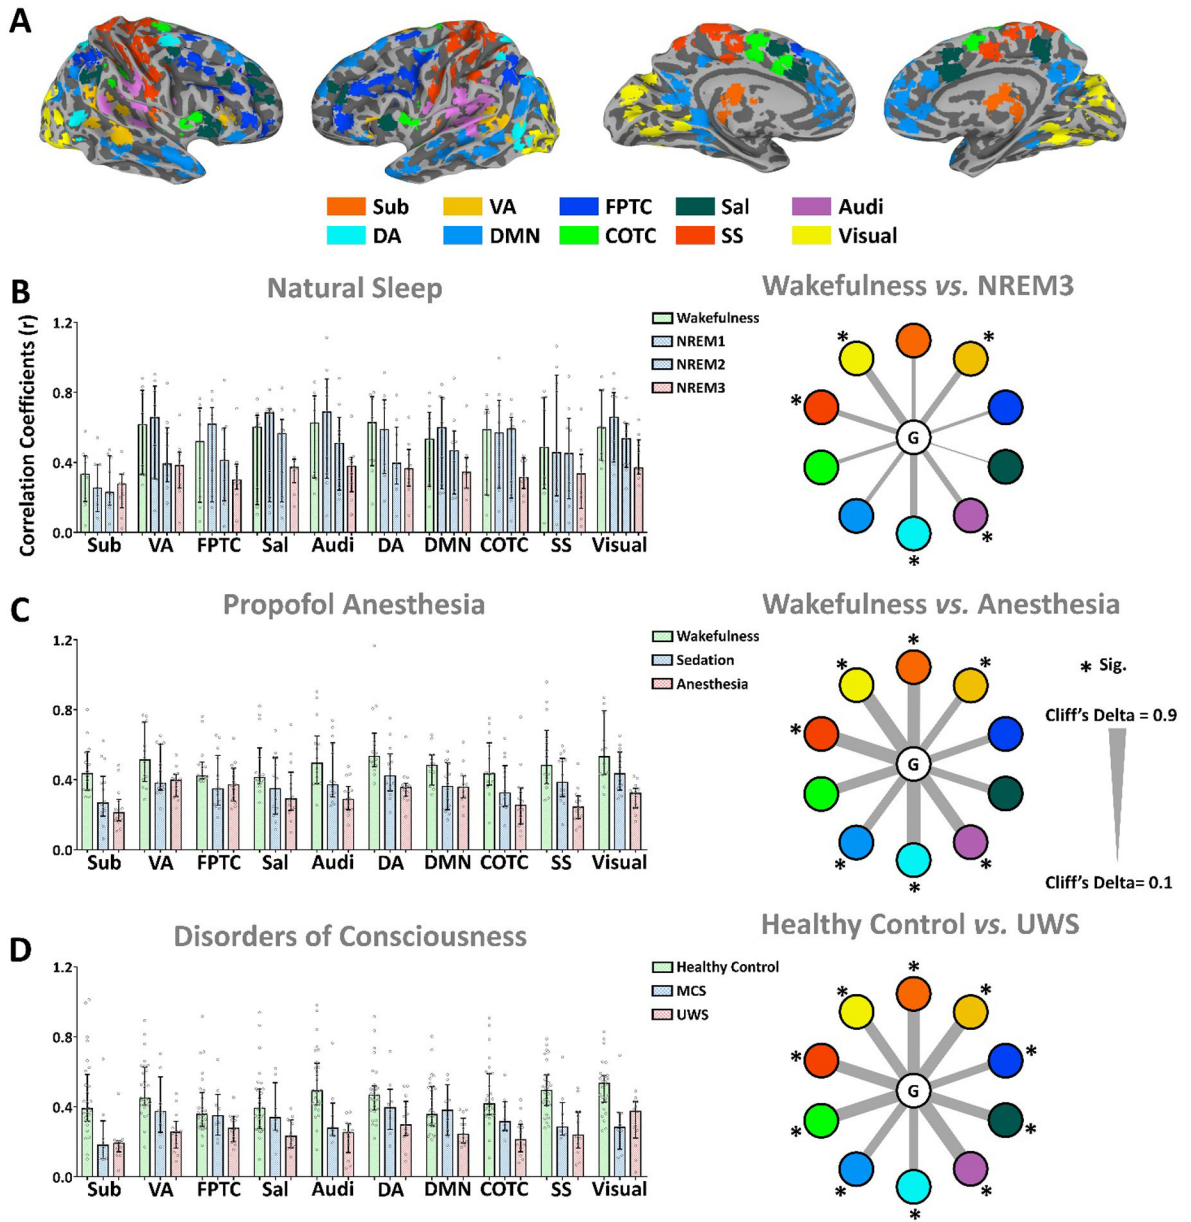 A
Sub VA FPTC Sal Audi
DA DMN COTC SS Visual
B
Natural Sleep
Wakefulness vs. NREM3
Correlation Coefficients (r)
1.2
0.8
0.4
0.0
Sub VA FPTC Sal Audi DA DMN COTC SS Visual
Wakefulness
NREM1
NREM2
NREM3
* * * G * *
C
Propofol Anesthesia
Wakefulness vs. Anesthesia
1.2
0.8
0.4
0.0
Sub VA FPTC Sal Audi DA DMN COTC SS Visual
Wakefulness
Sedation
Anesthesia
* * * * G * * *
* Sig.
Cliff's Delta = 0.9
Cliff's Delta= 0.1
D
Disorders of Consciousness
Healthy Control vs. UWS
1.2
0.8
0.4
0.0
Sub VA FPTC Sal Audi DA DMN COTC SS Visual
Healthy Control
MCS
UWS
* * * * * G * * * * *